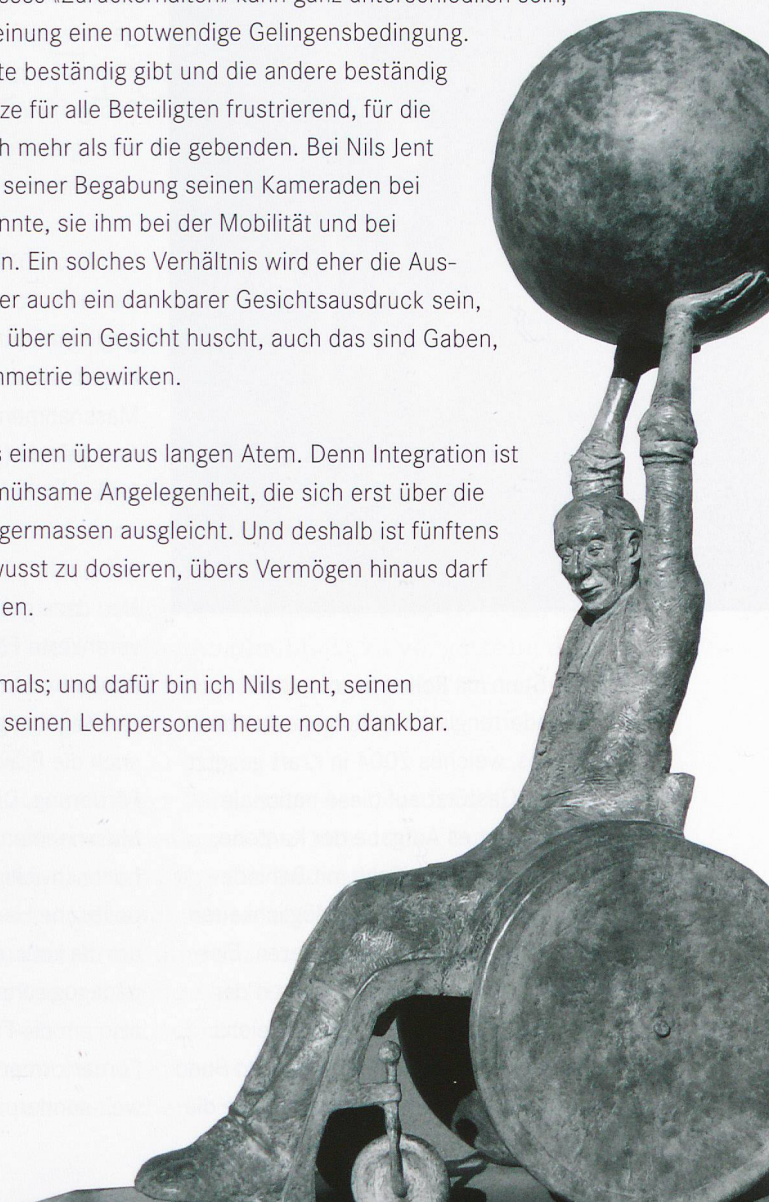 «Zurückerhalten» kann ganz unterschiedlich sein,
einung eine notwendige Gelingensbedingung.
te beständig gibt und die andere beständig
ze für alle Beteiligten frustrierend, für die
h mehr als für die gebenden. Bei Nils Jent
seiner Begabung seinen Kameraden bei
nnte, sie ihm bei der Mobilität und bei
n. Ein solches Verhältnis wird eher die Aus-
er auch ein dankbarer Gesichtsausdruck sein,
über ein Gesicht huscht, auch das sind Gaben,
metrie bewirken.
s einen überaus langen Atem. Denn Integration ist
mühsame Angelegenheit, die sich erst über die
germassen ausgleicht. Und deshalb ist fünftens
wusst zu dosieren, übers Vermögen hinaus darf
en.
mals; und dafür bin ich Nils Jent, seinen
seinen Lehrpersonen heute noch dankbar.